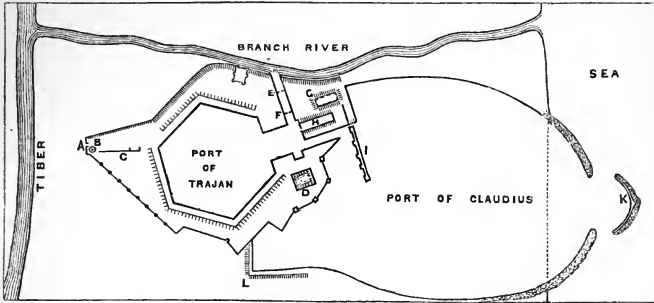 BRANCH RIVER
SEA
TIBER
E
F
G
H
I
A
B
C
PORT
OF
TRAJAN
D
PORT OF CLAUDIUS
K
L